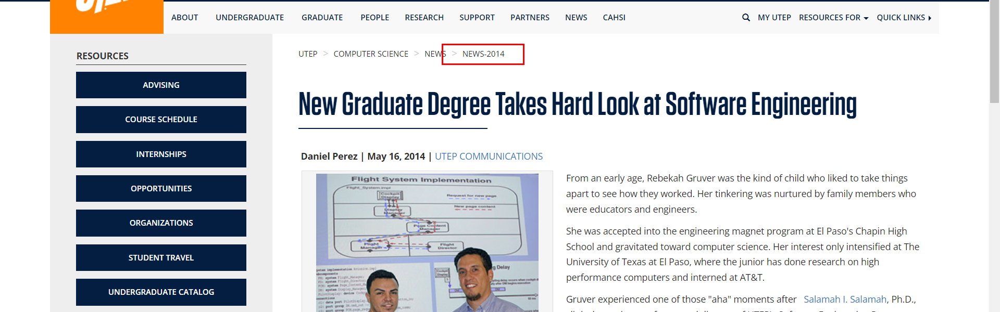 ABOUT UNDERGRADUATE GRADUATE PEOPLE RESEARCH SUPPORT PARTNERS NEWS CAHSI MY UTEP RESOURCES FOR QUICK LINKS
RESOURCES
ADVISING
COURSE SCHEDULE
INTERNSHIPS
OPPORTUNITIES
ORGANIZATIONS
STUDENT TRAVEL
UNDERGRADUATE CATALOG
UTEP > COMPUTER SCIENCE > NEWS > NEWS-2014
New Graduate Degree Takes Hard Look at Software Engineering
Daniel Perez | May 16, 2014 | UTEP COMMUNICATIONS
Flight System Implementation
Flight_System.impl
Cockpit
Display
Request for new page
New page content
Display
Manager
Page Content
Manager
Flight
Manager
Flight
Director
From an early age, Rebekah Gruver was the kind of child who liked to take things
apart to see how they worked. Her tinkering was nurtured by family members who
were educators and engineers.
She was accepted into the engineering magnet program at El Paso's Chapin High
School and gravitated toward computer science. Her interest only intensified at The
University of Texas at El Paso, where the junior has done research on high
performance computers and interned at AT&T.
Gruver experienced one of those "aha" moments after Salamah I. Salamah, Ph.D.,